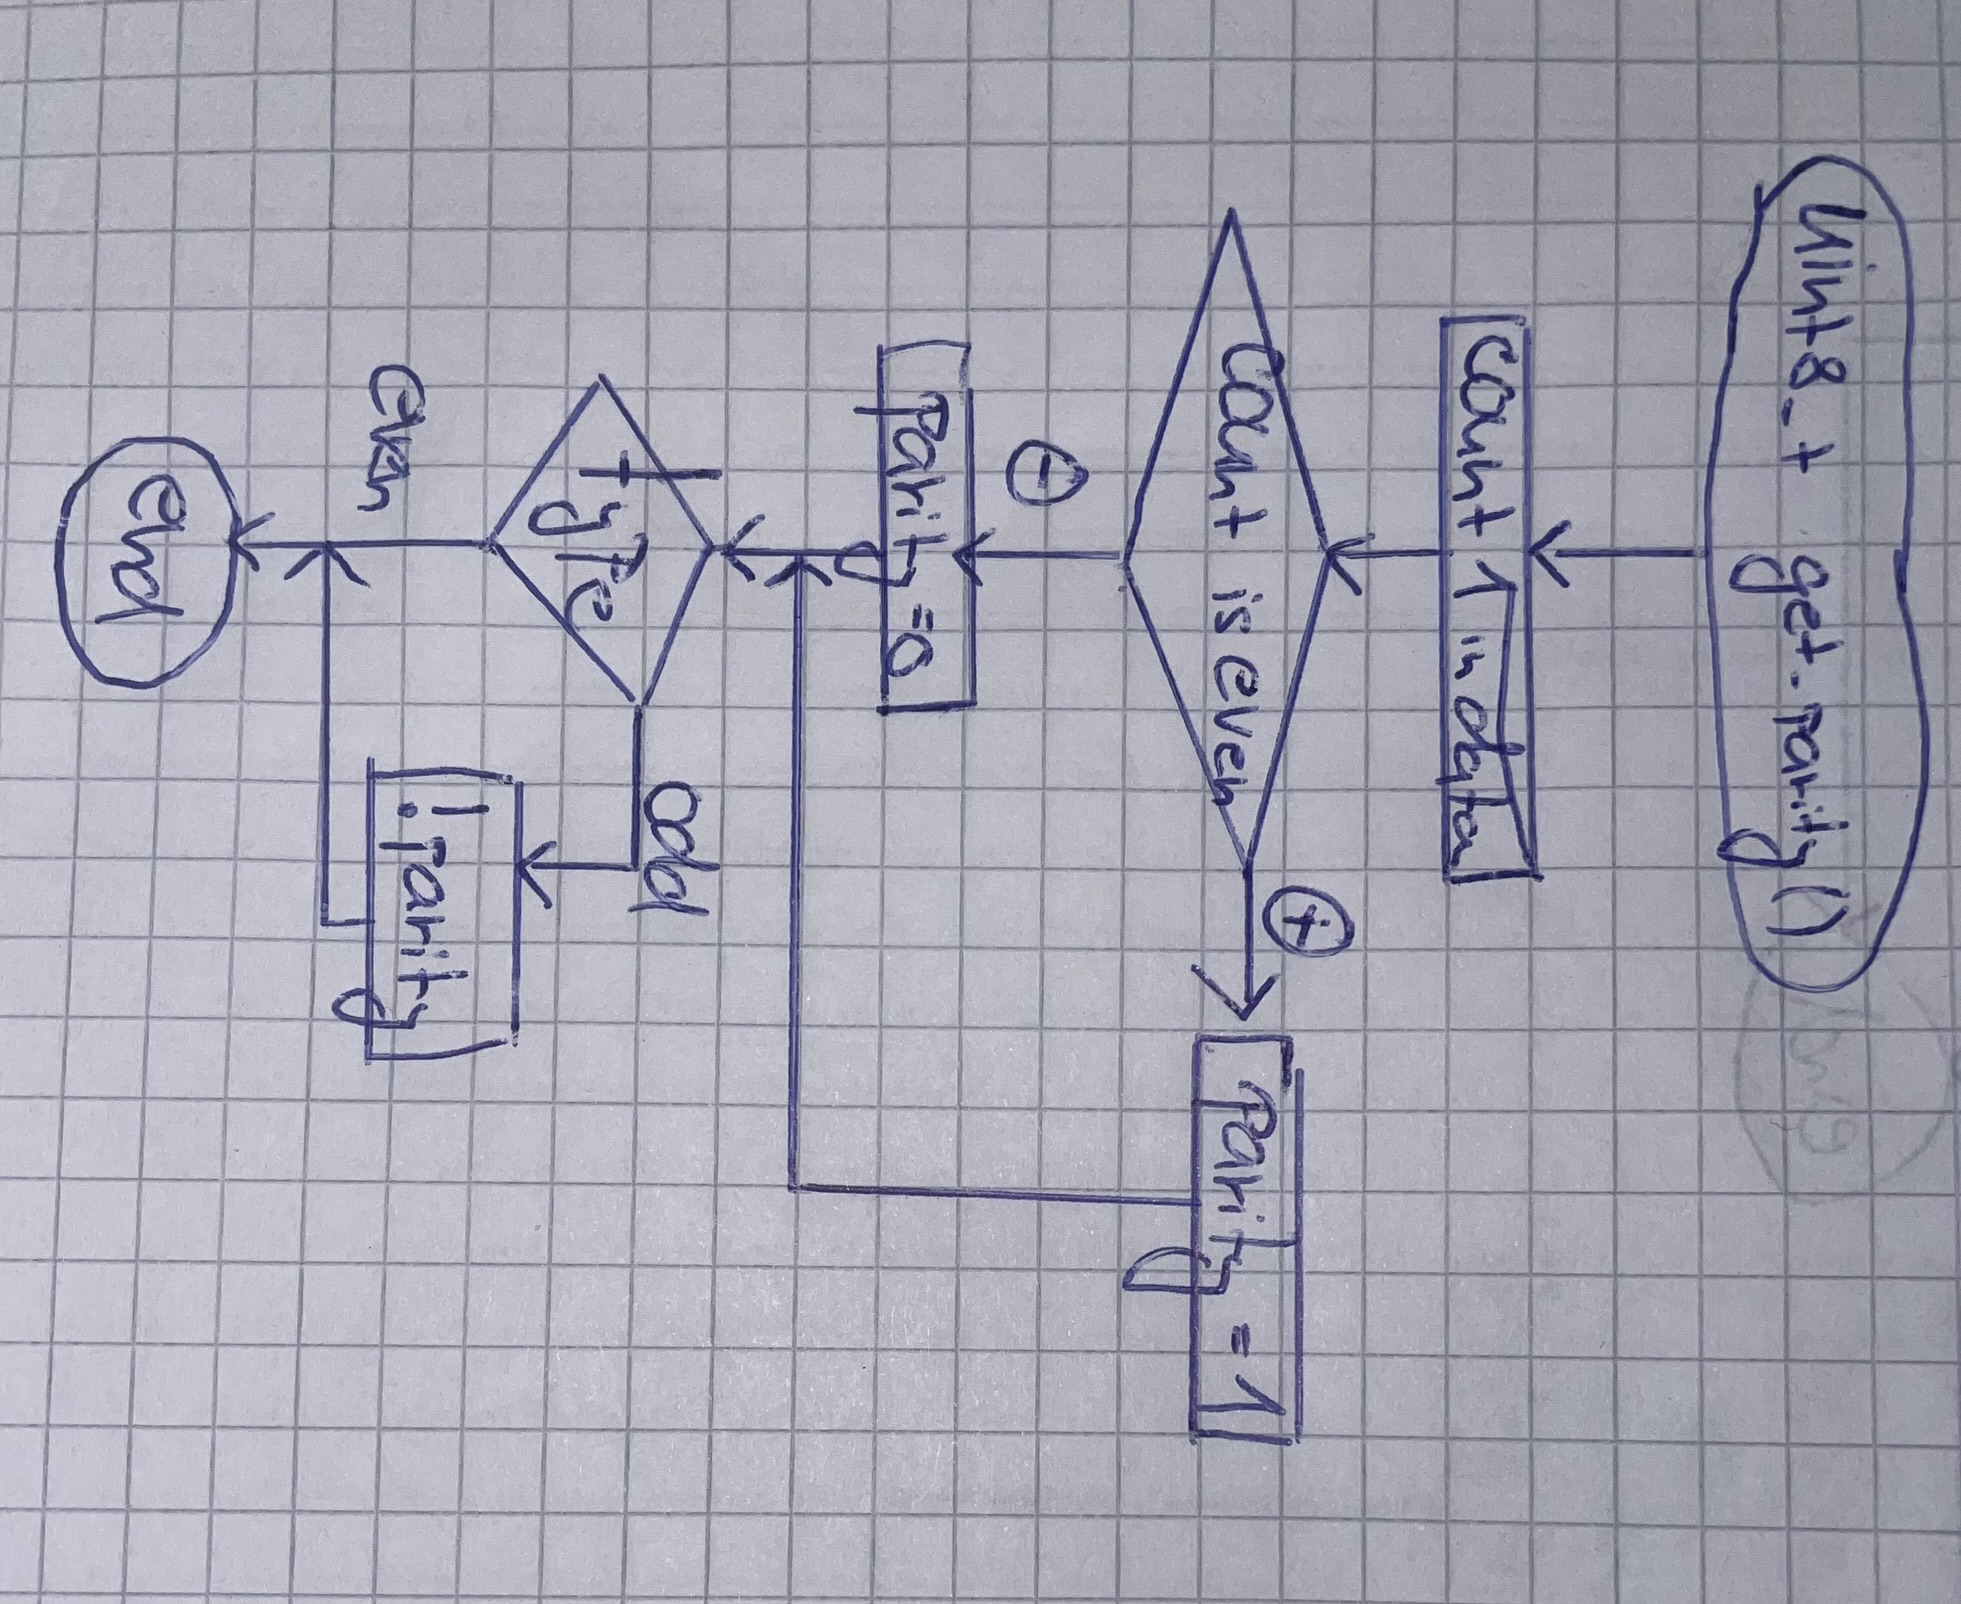 uint8_t get_parity()
count 1 in data
count is even
+
-
parity = 1
parity = 0
type
odd
!parity
even
end